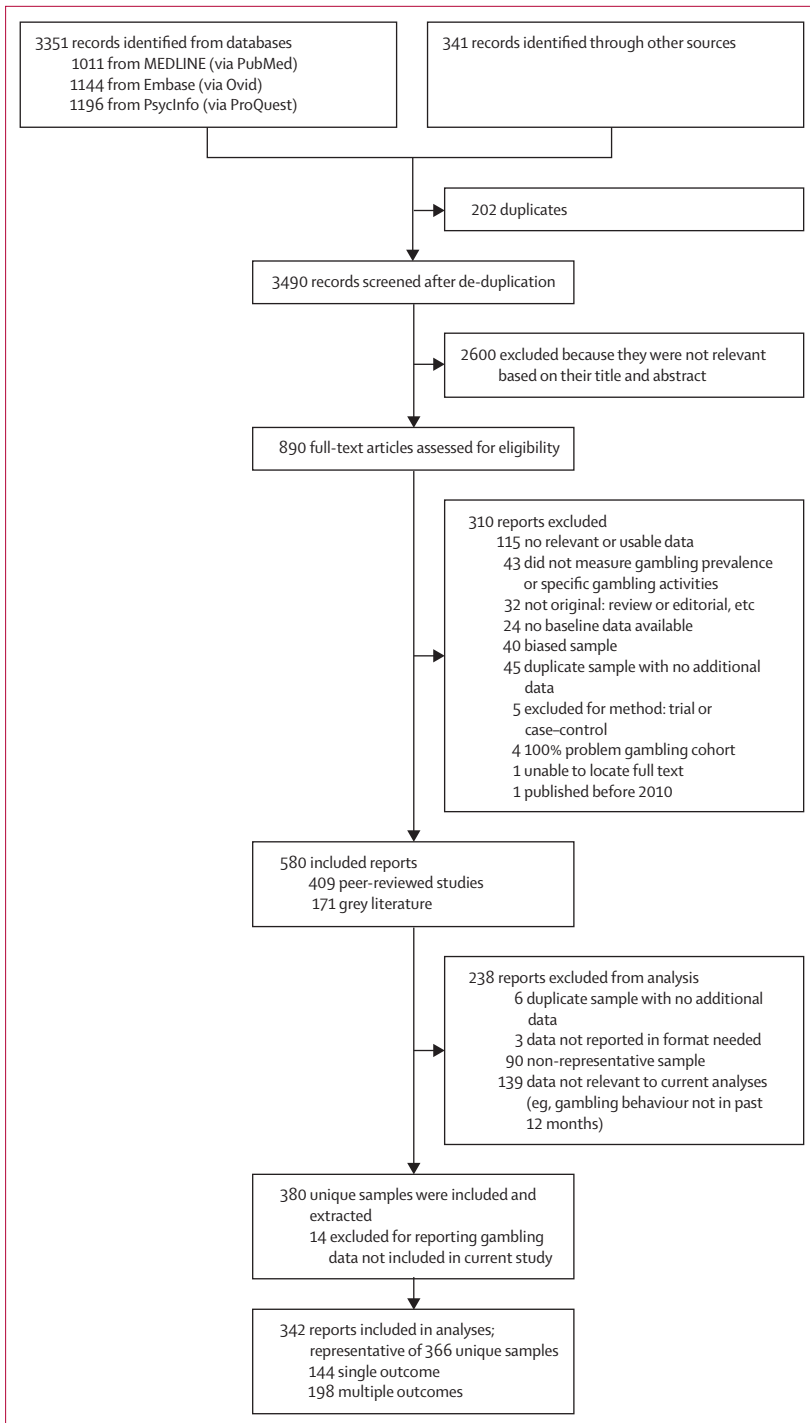 3351 records identified from databases
1011 from MEDLINE (via PubMed)
1144 from Embase (via Ovid)
1196 from PsycInfo (via ProQuest)
341 records identified through other sources
202 duplicates
3490 records screened after de-duplication
2600 excluded because they were not relevant
based on their title and abstract
890 full-text articles assessed for eligibility
310 reports excluded
115 no relevant or usable data
43 did not measure gambling prevalence
or specific gambling activities
32 not original: review or editorial, etc
24 no baseline data available
40 biased sample
45 duplicate sample with no additional
data
5 excluded for method: trial or
case–control
4 100% problem gambling cohort
1 unable to locate full text
1 published before 2010
580 included reports
409 peer-reviewed studies
171 grey literature
238 reports excluded from analysis
6 duplicate sample with no additional
data
3 data not reported in format needed
90 non-representative sample
139 data not relevant to current analyses
(eg, gambling behaviour not in past
12 months)
380 unique samples were included and
extracted
14 excluded for reporting gambling
data not included in current study
342 reports included in analyses;
representative of 366 unique samples
144 single outcome
198 multiple outcomes